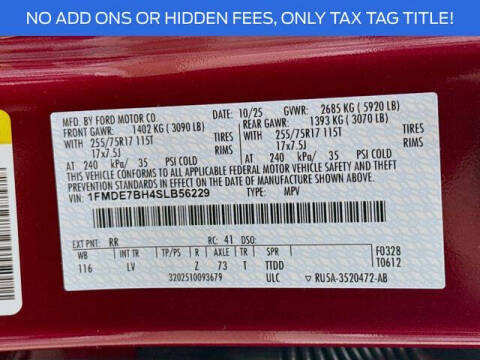 NO ADD ONS OR HIDDEN FEES, ONLY TAX TAG TITLE!
MFD. BY FORD MOTOR CO. 10/25 GVWR: 2685 KG (5920 LB)
FRONT GAWR: 1402 KG (3090 LB) REAR GAWR: 1393 KG (3070 LB)
WITH 255/75R17 115T TIRES WITH 255/75R17 115T TIRES
17x7.5J RIMS 17x7.5J RIMS
AT 240 kPa/ 35 PSI COLD AT 240 kPa/ 35 PSI COLD
THIS VEHICLE CONFORMS TO ALL APPLICABLE FEDERAL MOTOR VEHICLE SAFETY AND THEFT
PREVENTION STANDARDS IN EFFECT ON THE DATE OF MANUFACTURE SHOWN ABOVE.
VIN: 1FMDE7BH4SLB56229 TYPE: MPV
EXT PNT: RR RC: 41 DSO: F0328
WB INT TR TP/PS R AXLE TR SPR T0612
116 LV Z 73 T TTDD
3202510093679 ULC RU5A-3520472-AB